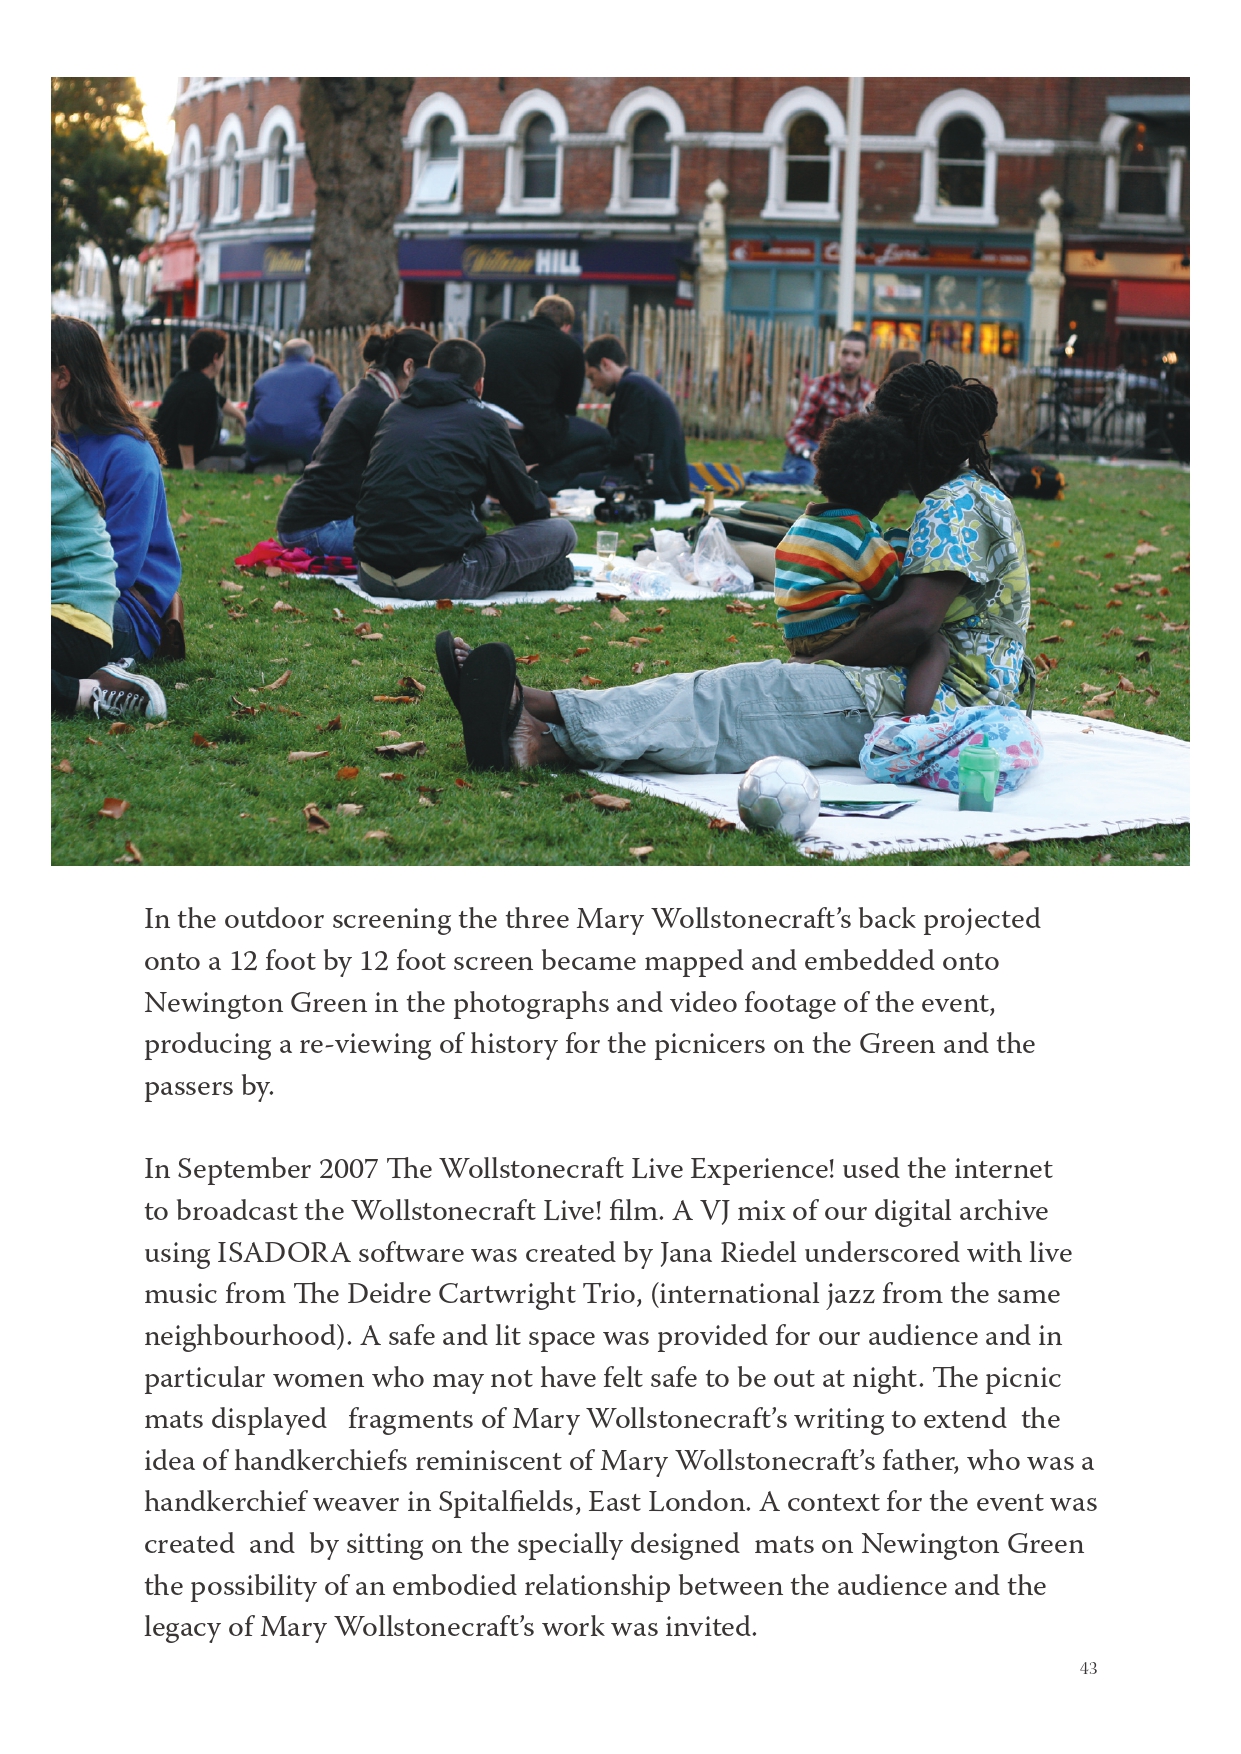 William HILL
them to their
In the outdoor screening the three Mary Wollstonecraft’s back projected
onto a 12 foot by 12 foot screen became mapped and embedded onto
Newington Green in the photographs and video footage of the event,
producing a re-viewing of history for the picnicers on the Green and the
passers by.
In September 2007 The Wollstonecraft Live Experience! used the internet
to broadcast the Wollstonecraft Live! film. A VJ mix of our digital archive
using ISADORA software was created by Jana Riedel underscored with live
music from The Deidre Cartwright Trio, (international jazz from the same
neighbourhood). A safe and lit space was provided for our audience and in
particular women who may not have felt safe to be out at night. The picnic
mats displayed   fragments of Mary Wollstonecraft’s writing to extend  the
idea of handkerchiefs reminiscent of Mary Wollstonecraft’s father, who was a
handkerchief weaver in Spitalfields, East London. A context for the event was
created  and  by sitting on the specially designed  mats on Newington Green
the possibility of an embodied relationship between the audience and the
legacy of Mary Wollstonecraft’s work was invited.
43